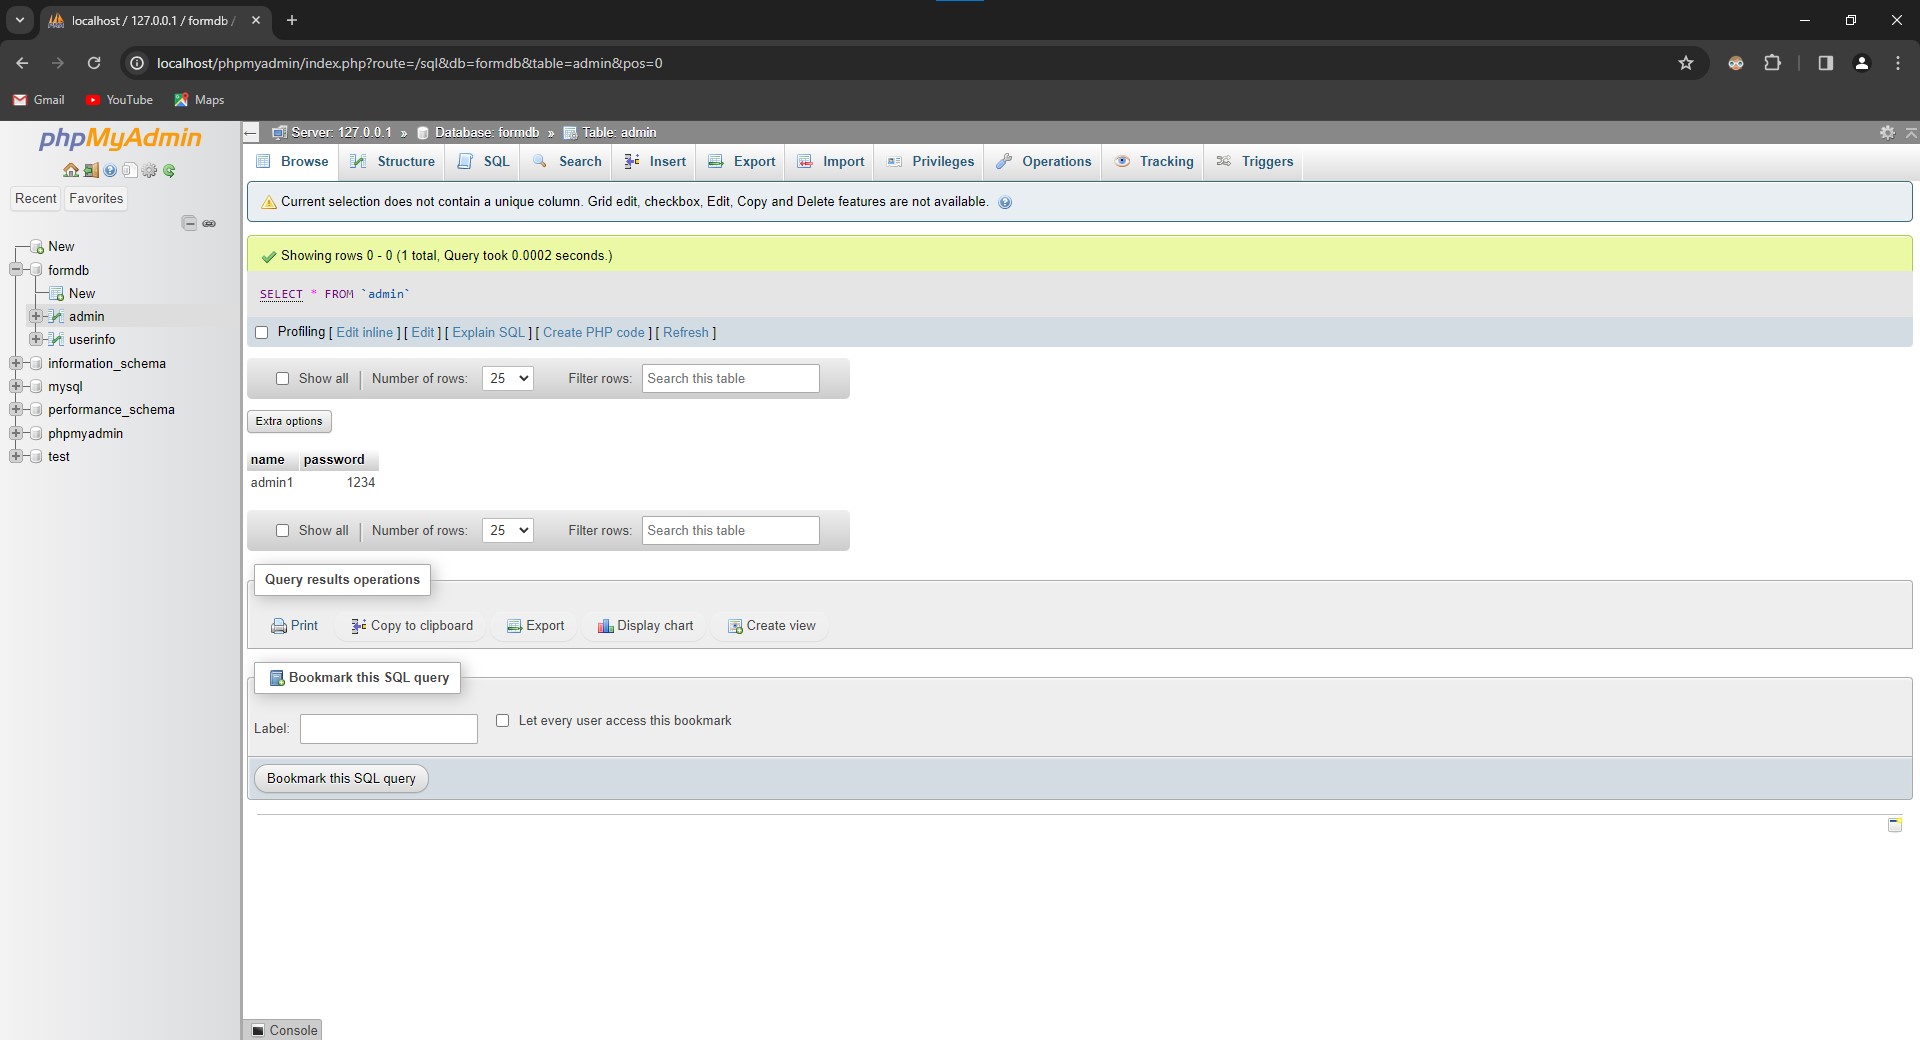 localhost / 127.0.0.1 / formdb /
localhost/phpmyadmin/index.php?route=/sql&db=formdb&table=admin&pos=0
Gmail YouTube Maps
phpMyAdmin
Recent Favorites
New
formdb
New
admin
userinfo
information_schema
mysql
performance_schema
phpmyadmin
test
Server: 127.0.0.1 » Database: formdb » Table: admin
Browse Structure SQL Search Insert Export Import Privileges Operations Tracking Triggers
Current selection does not contain a unique column. Grid edit, checkbox, Edit, Copy and Delete features are not available.
Showing rows 0 - 0 (1 total, Query took 0.0002 seconds.)
SELECT * FROM `admin`
Profiling [ Edit inline ] [ Edit ] [ Explain SQL ] [ Create PHP code ] [ Refresh ]
Show all Number of rows: 25 Filter rows: Search this table
Extra options
name password
admin1 1234
Show all Number of rows: 25 Filter rows: Search this table
Query results operations
Print Copy to clipboard Export Display chart Create view
Bookmark this SQL query
Label: Let every user access this bookmark
Bookmark this SQL query
Console